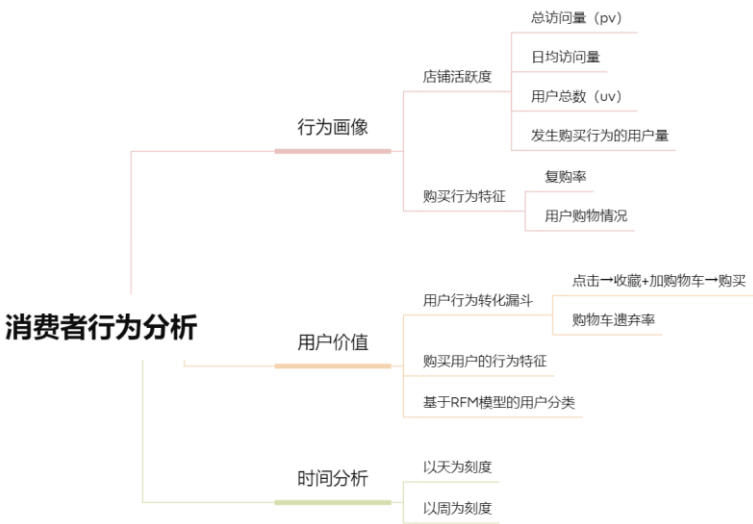 消费者行为分析
行为画像
店铺活跃度
总访问量（pv）
日均访问量
用户总数（uv）
发生购买行为的用户量
购买行为特征
复购率
用户购物情况
用户价值
用户行为转化漏斗
点击→收藏+加购物车→购买
购物车遗弃率
购买用户的行为特征
基于RFM模型的用户分类
时间分析
以天为刻度
以周为刻度